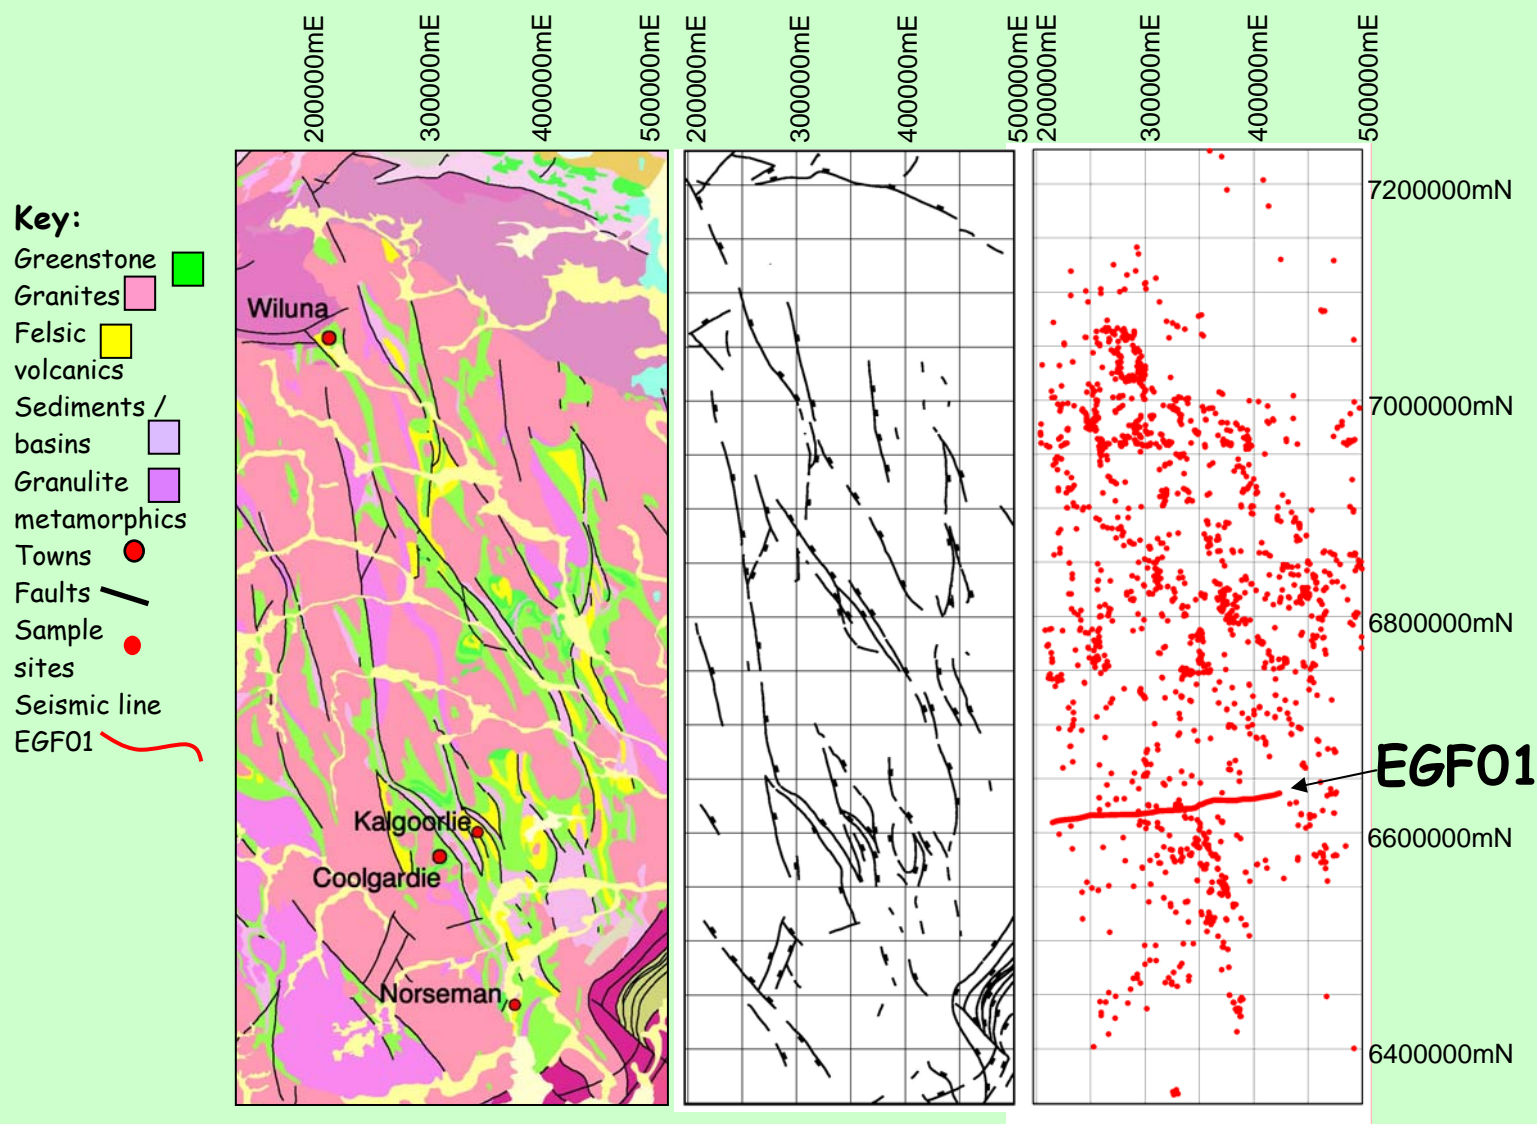 200000mE
300000mE
400000mE
500000mE
200000mE
300000mE
400000mE
500000mE
200000mE
300000mE
400000mE
500000mE
Key:
Greenstone
Granites
Felsic
volcanics
Sediments /
basins
Granulite
metamorphics
Towns
Faults
Sample
sites
Seismic line
EGF01
Wiluna
Kalgoorlie
Coolgardie
Norseman
7200000mN
7000000mN
6800000mN
EGF01
6600000mN
6400000mN